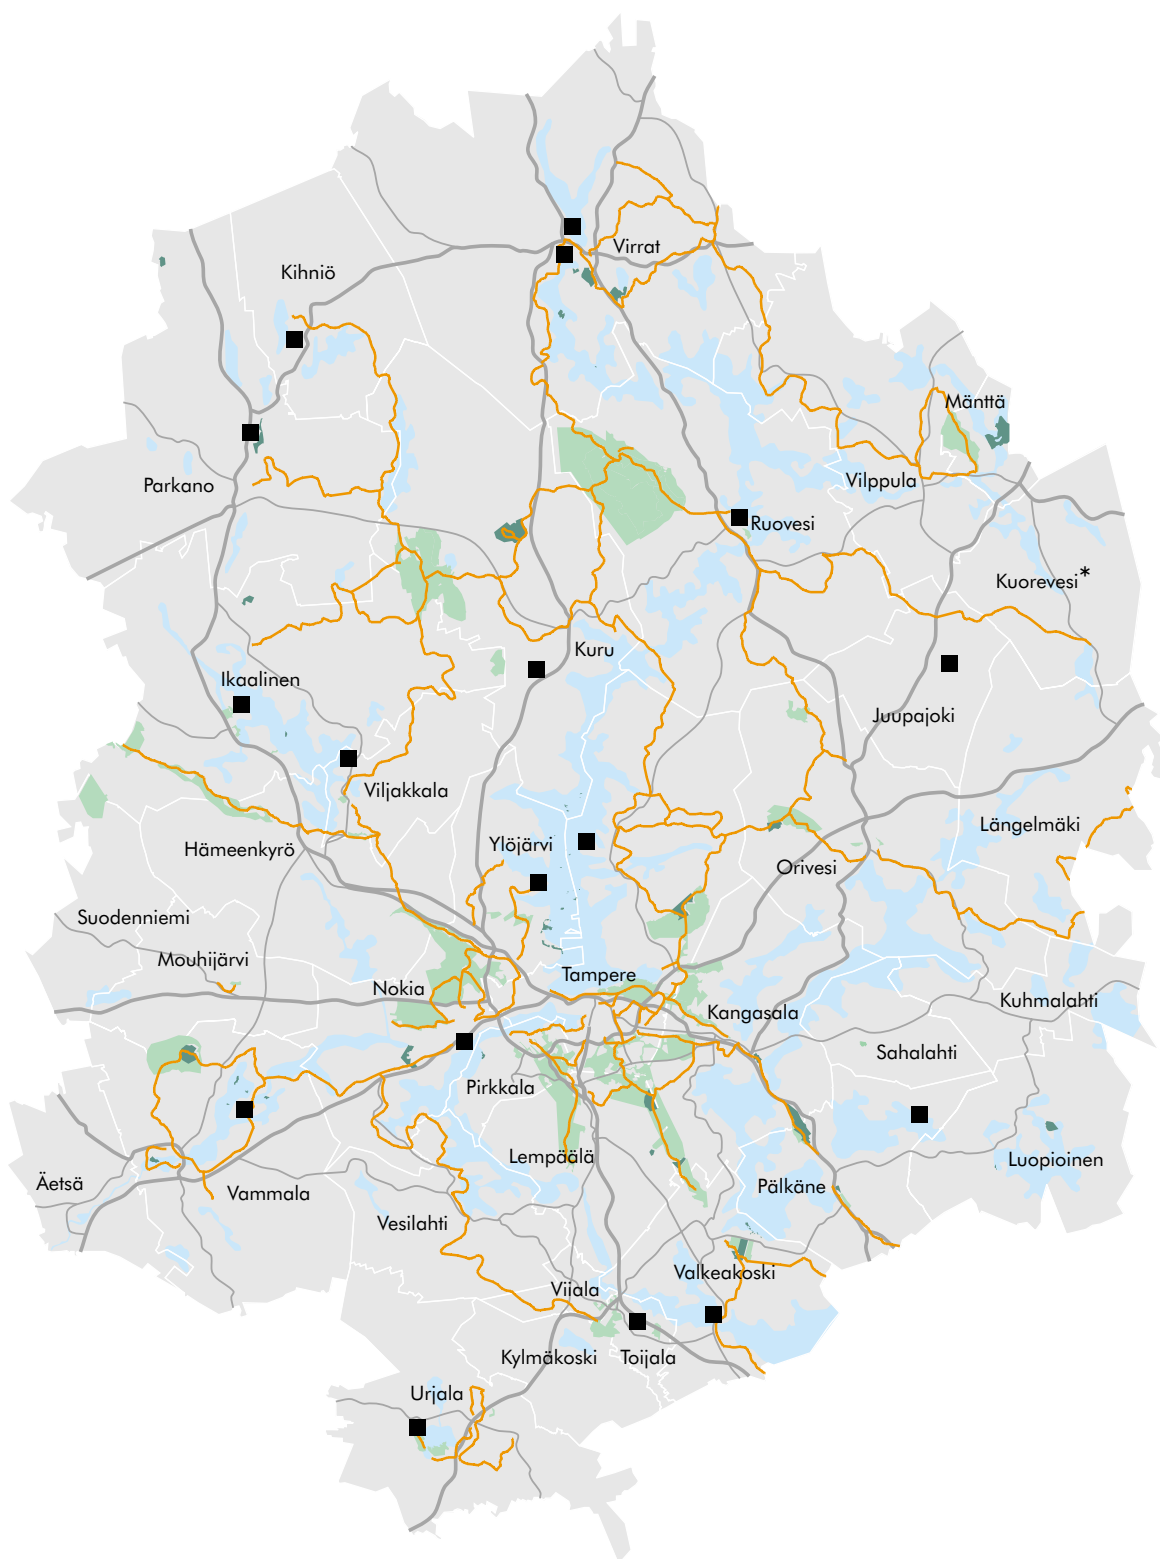 Virrat
Kihniö
Mänttä
Vilppula
Parkano
Ruovesi
Kuorevesi*
Kuru
Ikaalinen
Juupajoki
Viljakkala
Längelmäki
Ylöjärvi
Hämeenkyrö
Orivesi
Suodenniemi
Mouhijärvi
Tampere
Nokia
Kuhmalahti
Kangasala
Sahalahti
Pirkkala
Lempäälä
Luopioinen
Äetsä
Vammala
Pälkäne
Vesilahti
Valkeakoski
Viiala
Kylmäkoski
Toijala
Urjala